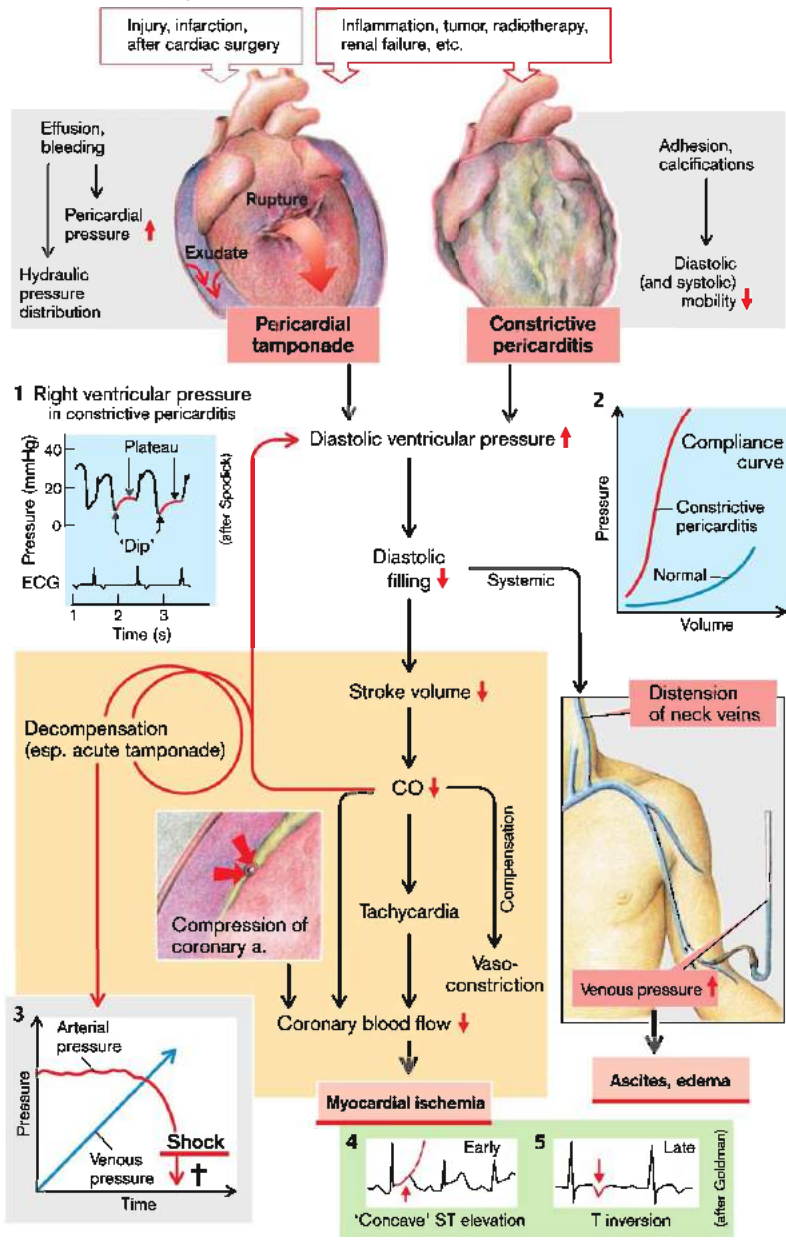 Injury, infarction,
after cardiac surgery
Inflammation, tumor, radiotherapy,
renal failure, etc.
Effusion,
bleeding
Pericardial
pressure
Hydraulic
pressure
distribution
Rupture
Exudate
Adhesion,
calcifications
Diastolic
(and systolic)
mobility
Pericardial
tamponade
Constrictive
pericarditis
1 Right ventricular pressure
in constrictive pericarditis
Pressure (mmHg)
40
20
0
Plateau
'Dip'
ECG
1 2 3
Time (s)
(after Spodick)
Diastolic ventricular pressure
2
Pressure
Compliance
curve
Constrictive
pericarditis
Normal
Volume
Diastolic
filling
Systemic
Stroke volume
Decompensation
(esp. acute tamponade)
CO
Compensation
Compression of
coronary a.
Tachycardia
Vaso-
constriction
Coronary blood flow
Myocardial ischemia
Distension
of neck veins
Venous pressure
Ascites, edema
3
Pressure
Arterial
pressure
Venous
pressure
Shock
Time
4
Early
'Concave' ST elevation
5
Late
T inversion
(after Goldman)